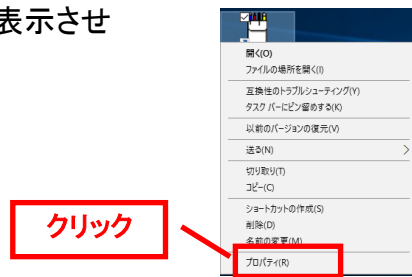 表示させ
開く(O)
ファイルの場所を開く(I)
互換性のトラブルシューティング(Y)
タスク バーにピン留めする(K)
以前のバージョンの復元(V)
送る(N)
切り取り(T)
コピー(C)
ショートカットの作成(S)
削除(D)
名前の変更(M)
プロパティ(R)
クリック